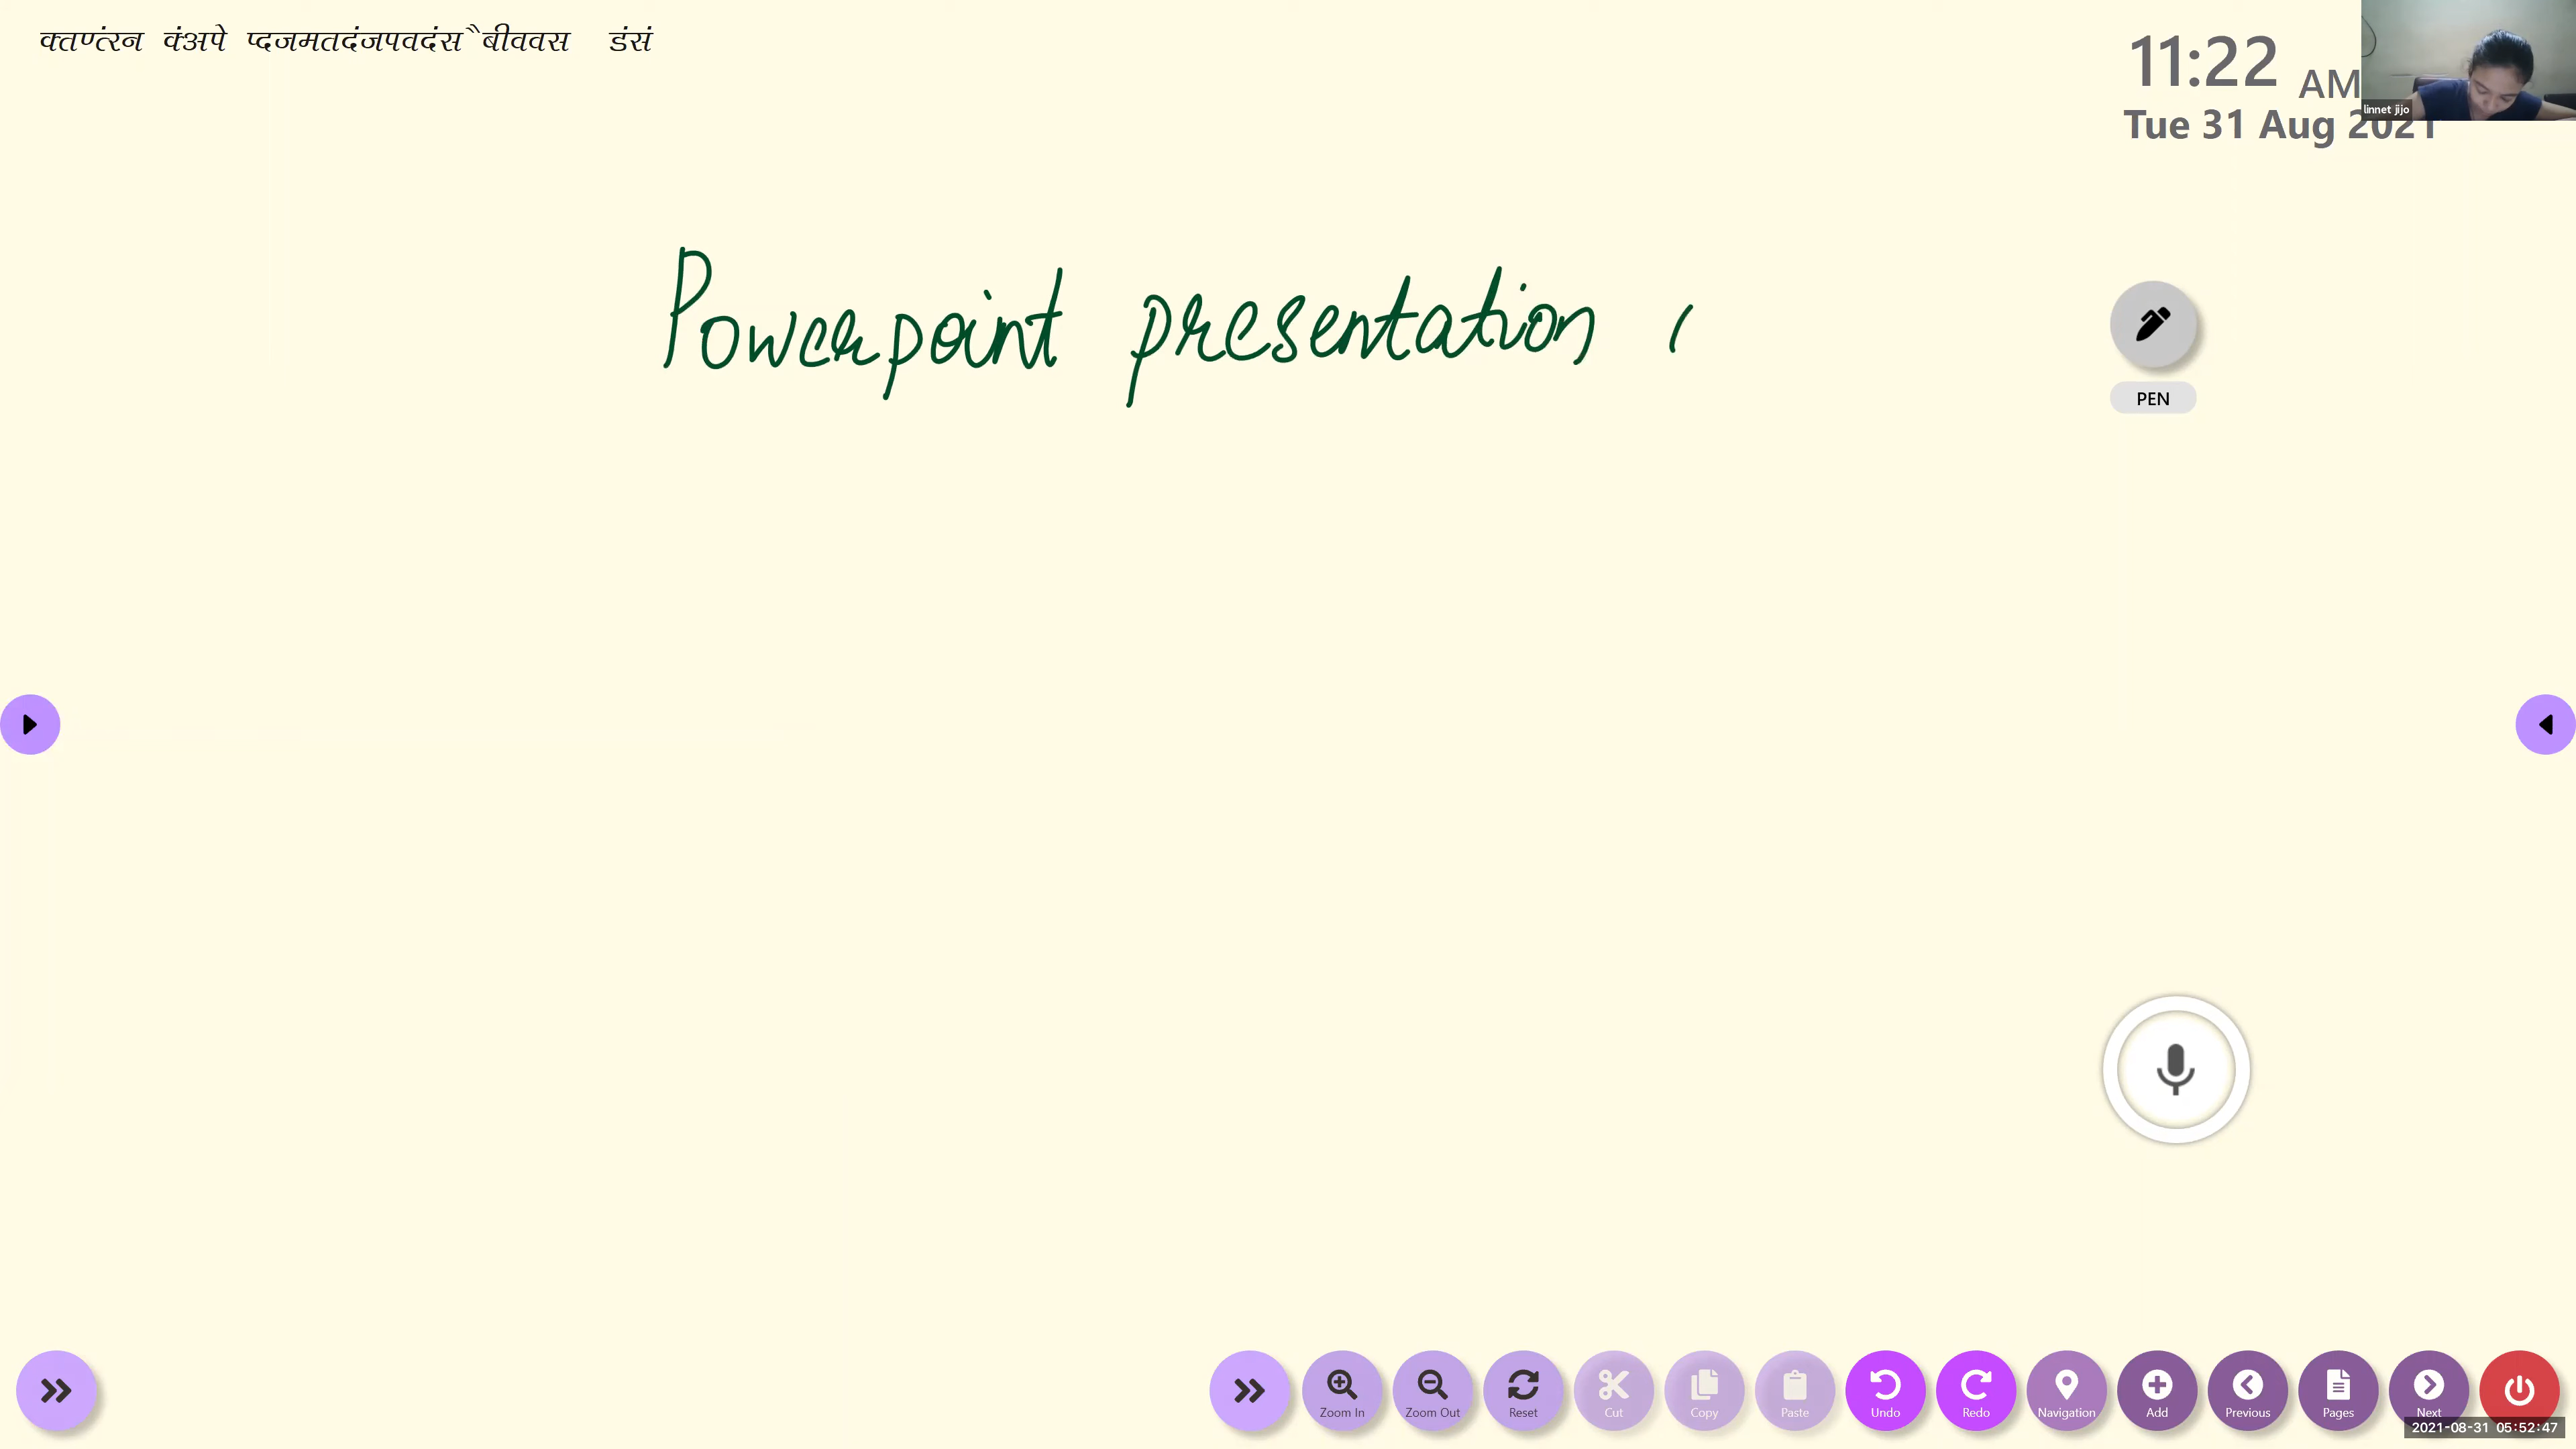 क्तण्तंरन कंअपे प्दजमतदंजपवदंस ैबीववस डंसं
11:22 AM
linnet jijo
Tue 31 Aug 2021
Powerpoint presentation (
PEN
Zoom In Zoom Out Reset Cut Copy Paste Undo Redo Navigation Add Previous Pages Next
2021-08-31 05:52:47